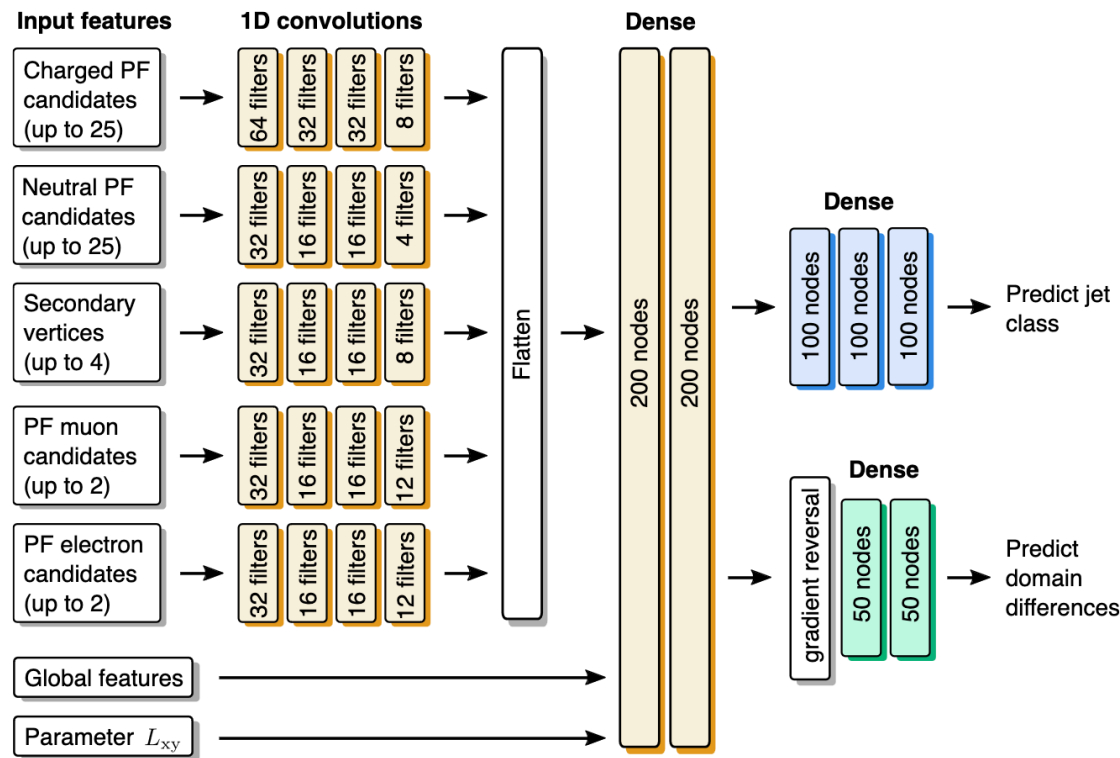 Input features
1D convolutions
Dense
Charged PF
candidates
(up to 25)
64 filters
32 filters
32 filters
8 filters
Neutral PF
candidates
(up to 25)
32 filters
16 filters
16 filters
4 filters
Secondary
vertices
(up to 4)
32 filters
16 filters
16 filters
8 filters
PF muon
candidates
(up to 2)
32 filters
16 filters
16 filters
12 filters
PF electron
candidates
(up to 2)
32 filters
16 filters
16 filters
12 filters
Global features
Parameter L_xy
Flatten
200 nodes
200 nodes
Dense
100 nodes
100 nodes
100 nodes
Predict jet
class
Dense
gradient reversal
50 nodes
50 nodes
Predict
domain
differences